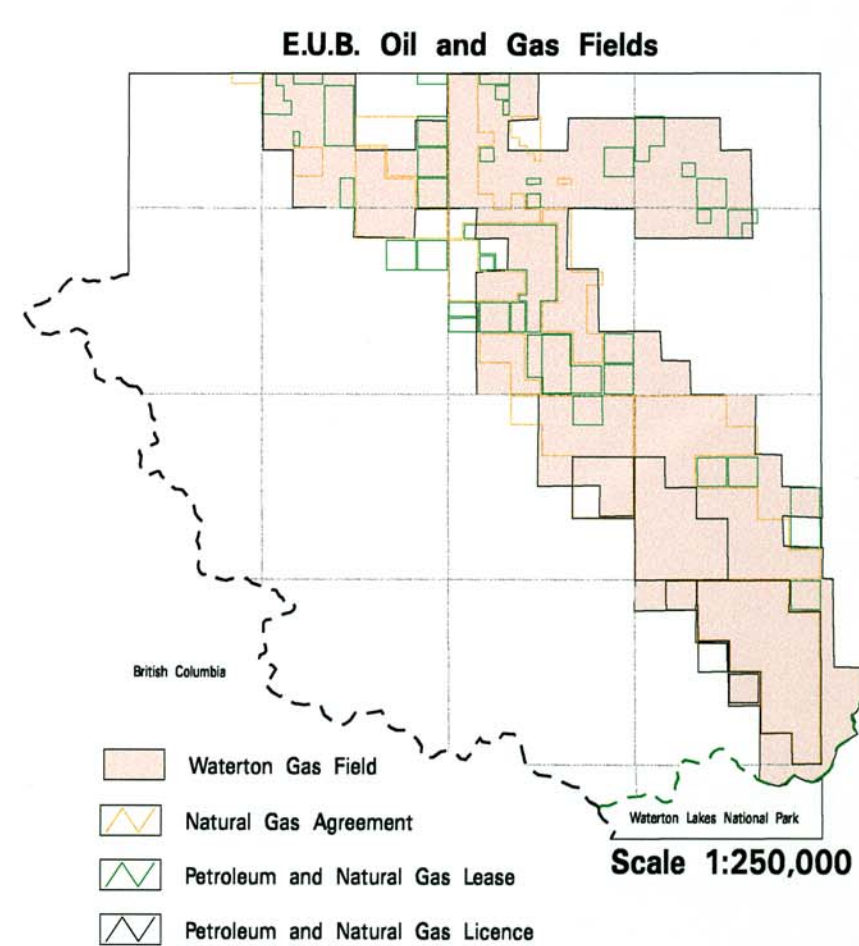 E.U.B. Oil and Gas Fields
British Columbia
Waterton Gas Field
Natural Gas Agreement
Waterton Lakes National Park
Scale 1:250,000
Petroleum and Natural Gas Lease
Petroleum and Natural Gas Licence